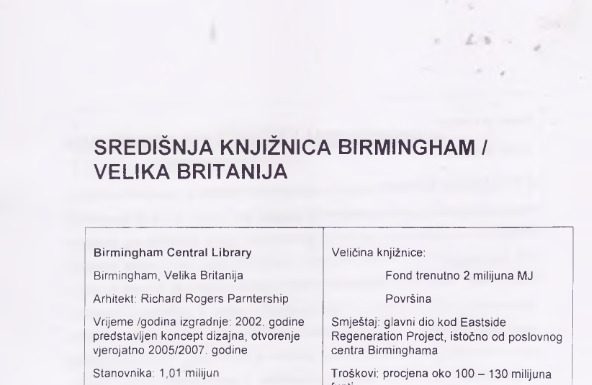 SREDIŠNJA KNJIŽNICA BIRMINGHAM /
VELIKA BRITANIJA
Birmingham Central Library
Birmingham, Velika Britanija
Arhitekt: Richard Rogers Parntership
Vrijeme /godina izgradnje: 2002. godine
predstavljen koncept dizajna, otvorenje
vjerojatno 2005/2007. godine
Stanovnika: 1,01 milijun
Veličina knjižnice:
Fond trenutno 2 milijuna MJ
Površina
Smještaj: glavni dio kod Eastside
Regeneration Project, istočno od poslovnog
centra Birminghama
Troškovi: procjena oko 100 – 130 milijuna